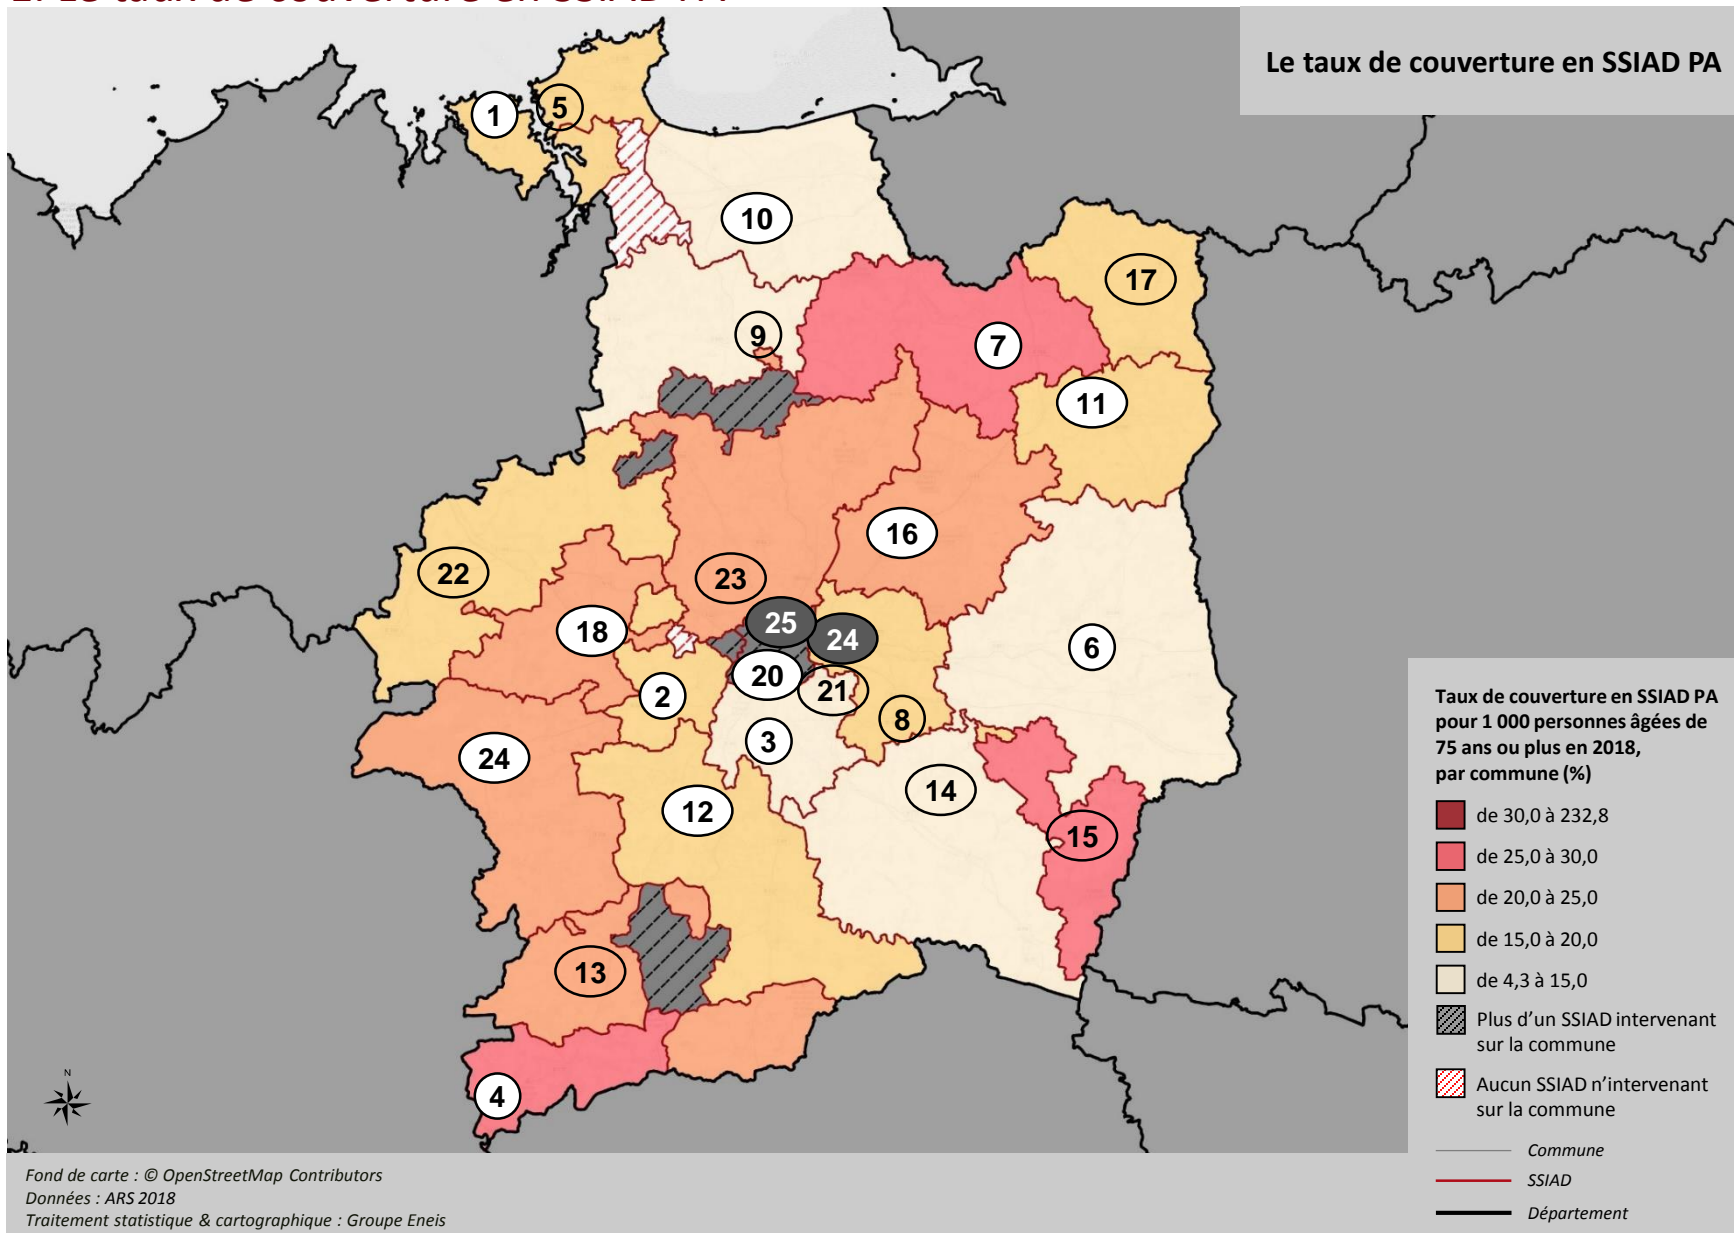 Le taux de couverture en SSIAD PA
1
5
10
17
9
7
11
16
22
23
18
25
24
6
20
21
2
8
3
24
14
12
15
13
4
Taux de couverture en SSIAD PA
pour 1 000 personnes âgées de
75 ans ou plus en 2018,
par commune (%)
de 30,0 à 232,8
de 25,0 à 30,0
de 20,0 à 25,0
de 15,0 à 20,0
de 4,3 à 15,0
Plus d'un SSIAD intervenant
sur la commune
Aucun SSIAD n'intervenant
sur la commune
Commune
SSIAD
Département
N
Fond de carte : © OpenStreetMap Contributors
Données : ARS 2018
Traitement statistique & cartographique : Groupe Eneis